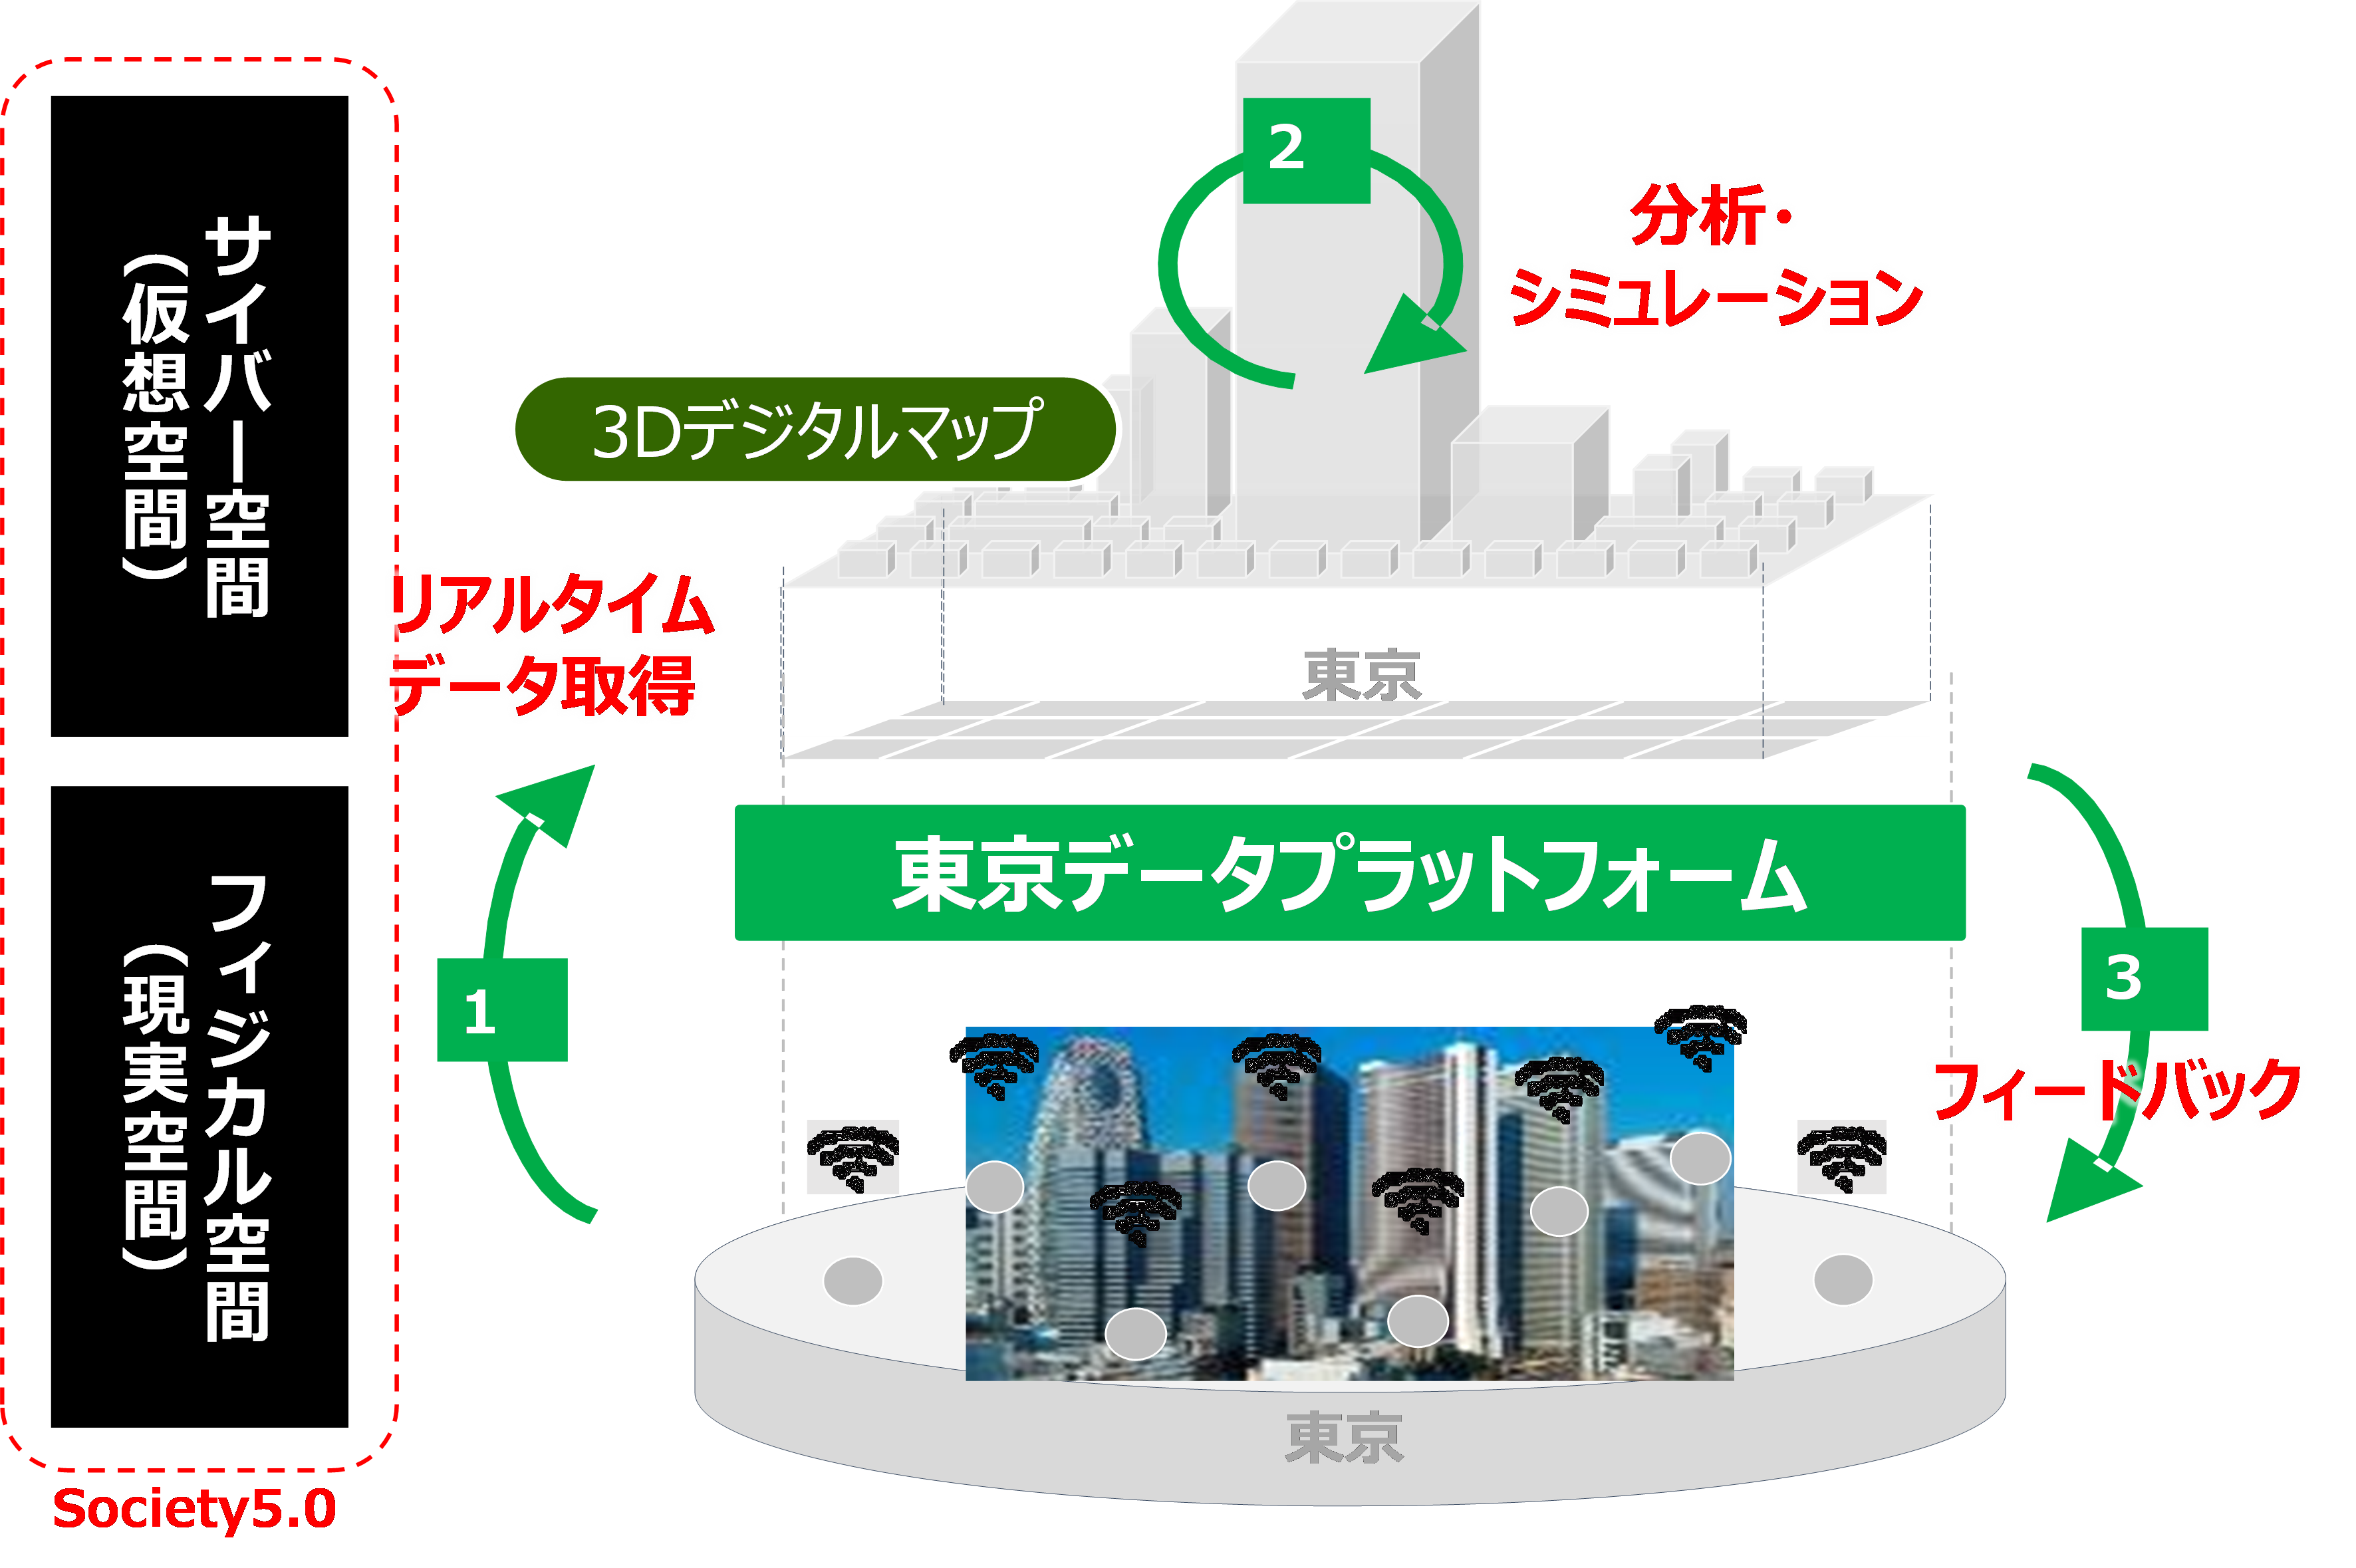 サイバー空間
（仮想空間）
フィジカル空間
（現実空間）
Society5.0
2
分析・
シミュレーション
3Dデジタルマップ
リアルタイム
データ取得
東京
東京データプラットフォーム
1
3
フィードバック
東京